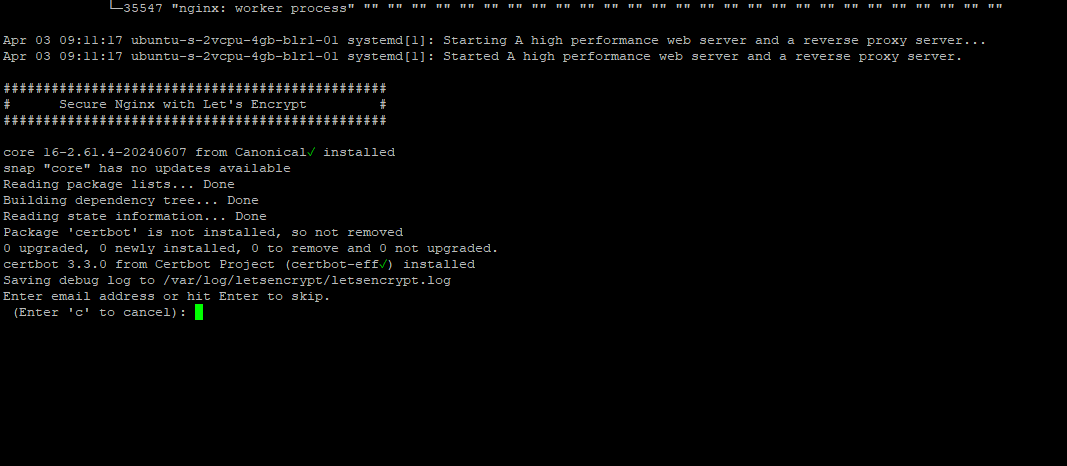 └─35547 "nginx: worker process" "" "" "" "" "" "" "" "" "" "" "" "" "" "" "" "" "" "" "" "" "" "" "" "" "" "" ""
Apr 03 09:11:17 ubuntu-s-2vcpu-4gb-blr1-01 systemd[1]: Starting A high performance web server and a reverse proxy server...
Apr 03 09:11:17 ubuntu-s-2vcpu-4gb-blr1-01 systemd[1]: Started A high performance web server and a reverse proxy server.
################################################
#      Secure Nginx with Let's Encrypt         #
################################################
core 16-2.61.4-20240607 from Canonical✓ installed
snap "core" has no updates available
Reading package lists... Done
Building dependency tree... Done
Reading state information... Done
Package 'certbot' is not installed, so not removed
0 upgraded, 0 newly installed, 0 to remove and 0 not upgraded.
certbot 3.3.0 from Certbot Project (certbot-eff✓) installed
Saving debug log to /var/log/letsencrypt/letsencrypt.log
Enter email address or hit Enter to skip.
(Enter 'c' to cancel):